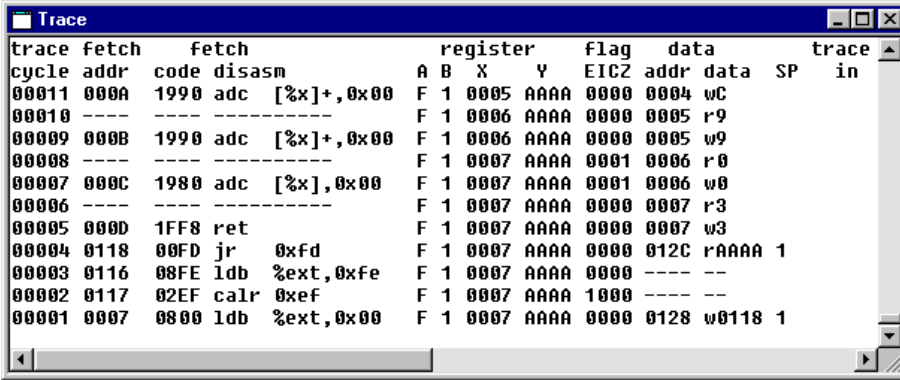 Trace
trace fetch fetch register flag data trace
cycle addr code disasm A B X Y EICZ addr data SP in
00011 000A 1990 adc [%x]+,0x00 F 1 0005 AAAA 0000 0004 wC
00010 ---- ---- ---------- F 1 0006 AAAA 0000 0005 r9
00009 000B 1990 adc [%x]+,0x00 F 1 0006 AAAA 0000 0005 w9
00008 ---- ---- ---------- F 1 0007 AAAA 0001 0006 r0
00007 000C 1980 adc [%x],0x00 F 1 0007 AAAA 0001 0006 w0
00006 ---- ---- ---------- F 1 0007 AAAA 0000 0007 r3
00005 000D 1FF8 ret F 1 0007 AAAA 0000 0007 w3
00004 0118 00FD jr 0xfd F 1 0007 AAAA 0000 012C rAAAA 1
00003 0116 08FE ldb %ext,0xfe F 1 0007 AAAA 0000 ---- --
00002 0117 02EF calr 0xef F 1 0007 AAAA 1000 ---- --
00001 0007 0800 ldb %ext,0x00 F 1 0007 AAAA 0000 0128 w0118 1